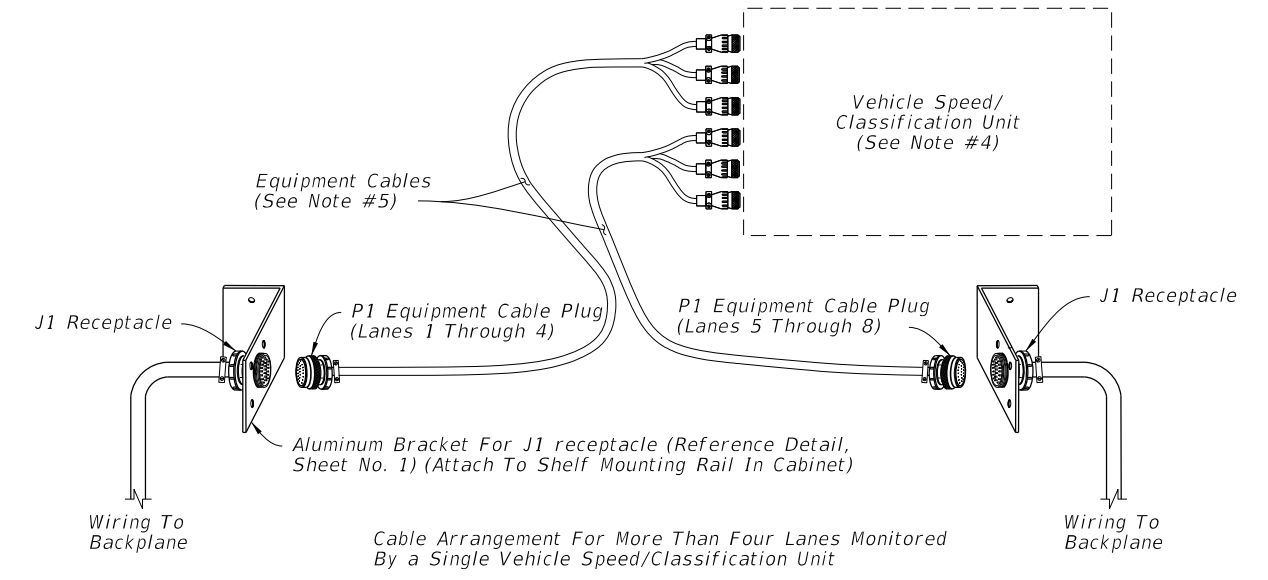 Vehicle Speed/
Classification Unit
(See Note #4)
Equipment Cables
(See Note #5)
J1 Receptacle
P1 Equipment Cable Plug
(Lanes 1 Through 4)
P1 Equipment Cable Plug
(Lanes 5 Through 8)
J1 Receptacle
Aluminum Bracket For J1 receptacle (Reference Detail,
Sheet No. 1) (Attach To Shelf Mounting Rail In Cabinet)
Wiring To
Backplane
Wiring To
Backplane
Cable Arrangement For More Than Four Lanes Monitored
By a Single Vehicle Speed/Classification Unit